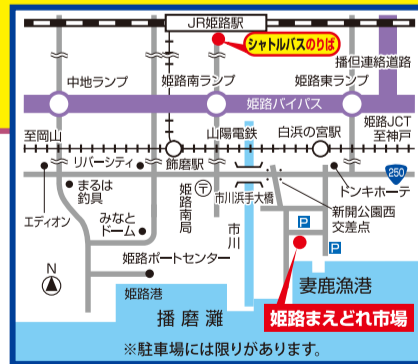 JR姫路駅
シャトルバスのりば
播但連絡道路
中地ランプ
姫路南ランプ
姫路東ランプ
姫路バイパス
姫路JCT
至神戸
至岡山
山陽電鉄
白浜の宮駅
リバーシティ
飾磨駅
250
まるは
釣具
エディオン
みなと
ドーム
姫路南局
〒
市川浜手大橋
ドンキホーテ
新開公園西
交差点
市川
P
P
N
姫路ポートセンター
姫路港
妻鹿漁港
播磨灘
姫路まえどれ市場
※駐車場には限りがあります。